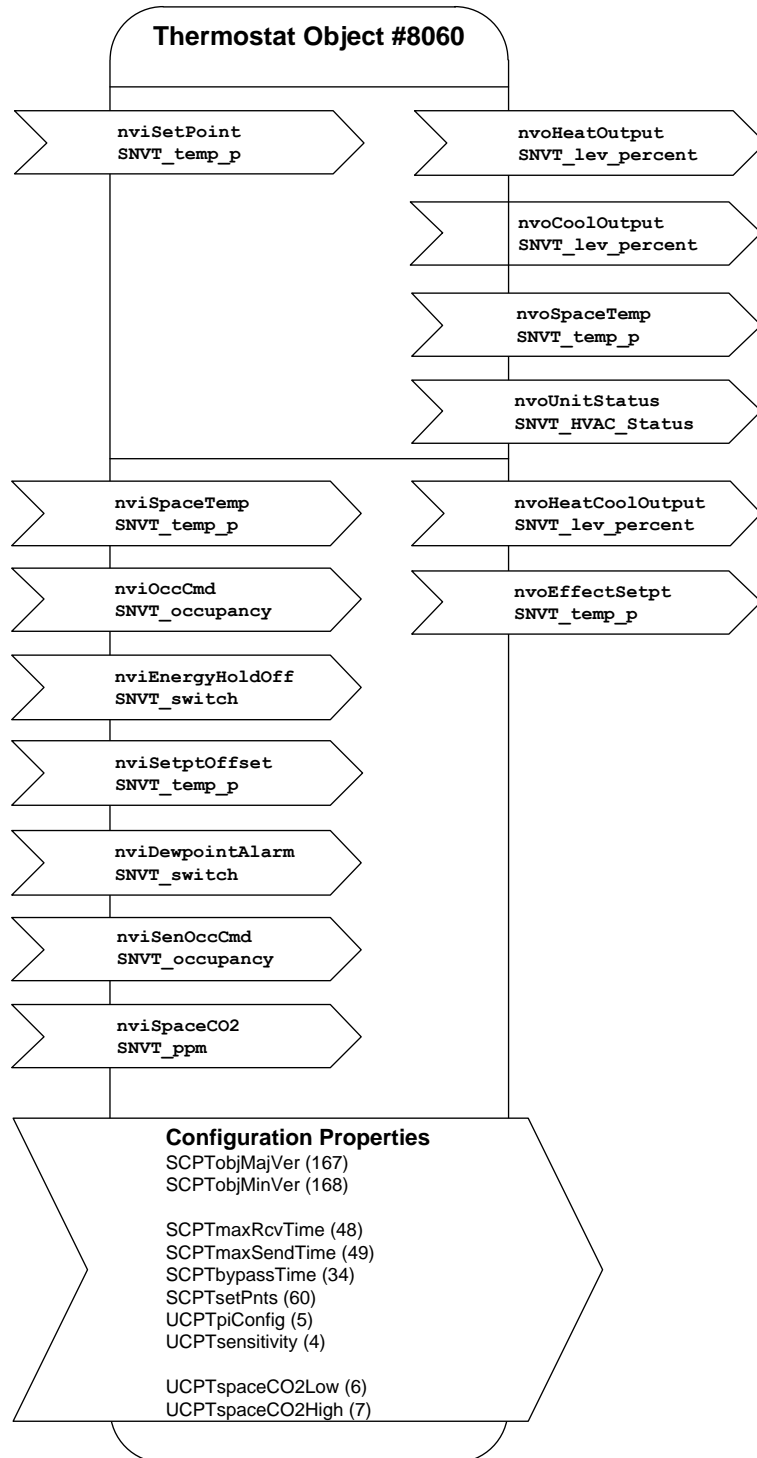 Thermostat Object #8060
nviSetPoint
SNVT_temp_p
nvoHeatOutput
SNVT_lev_percent
nvoCoolOutput
SNVT_lev_percent
nvoSpaceTemp
SNVT_temp_p
nvoUnitStatus
SNVT_HVAC_Status
nviSpaceTemp
SNVT_temp_p
nvoHeatCoolOutput
SNVT_lev_percent
nviOccCmd
SNVT_occupancy
nvoEffectSetpt
SNVT_temp_p
nviEnergyHoldOff
SNVT_switch
nviSetptOffset
SNVT_temp_p
nviDewpointAlarm
SNVT_switch
nviSenOccCmd
SNVT_occupancy
nviSpaceCO2
SNVT_ppm
Configuration Properties
SCPTobjMajVer (167)
SCPTobjMinVer (168)
SCPTmaxRcvTime (48)
SCPTmaxSendTime (49)
SCPTbypassTime (34)
SCPTsetPnts (60)
UCPTpiConfig (5)
UCPTsensitivity (4)
UCPTspaceCO2Low (6)
UCPTspaceCO2High (7)